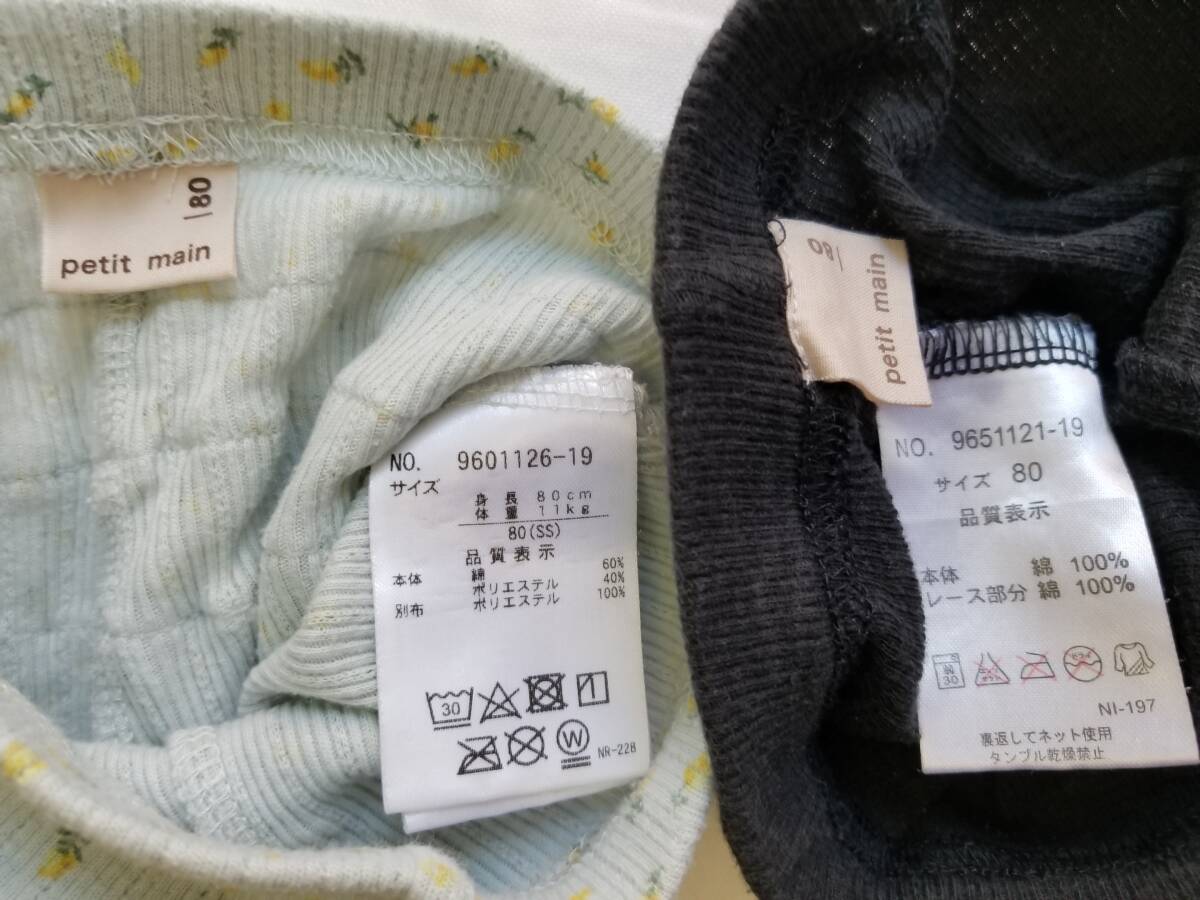 80
petit main
NO. 9601126-19
サイズ
身長 80cm
体重 11kg
80(SS)
品質表示
本体 綿 60%
ポリエステル 40%
別布 ポリエステル 100%
30
W
NR-228
80
petit main
NO. 9651121-19
サイズ 80
品質表示
本体 綿 100%
レース部分 綿 100%
30
NI-197
裏返してネット使用
タンブル乾燥禁止